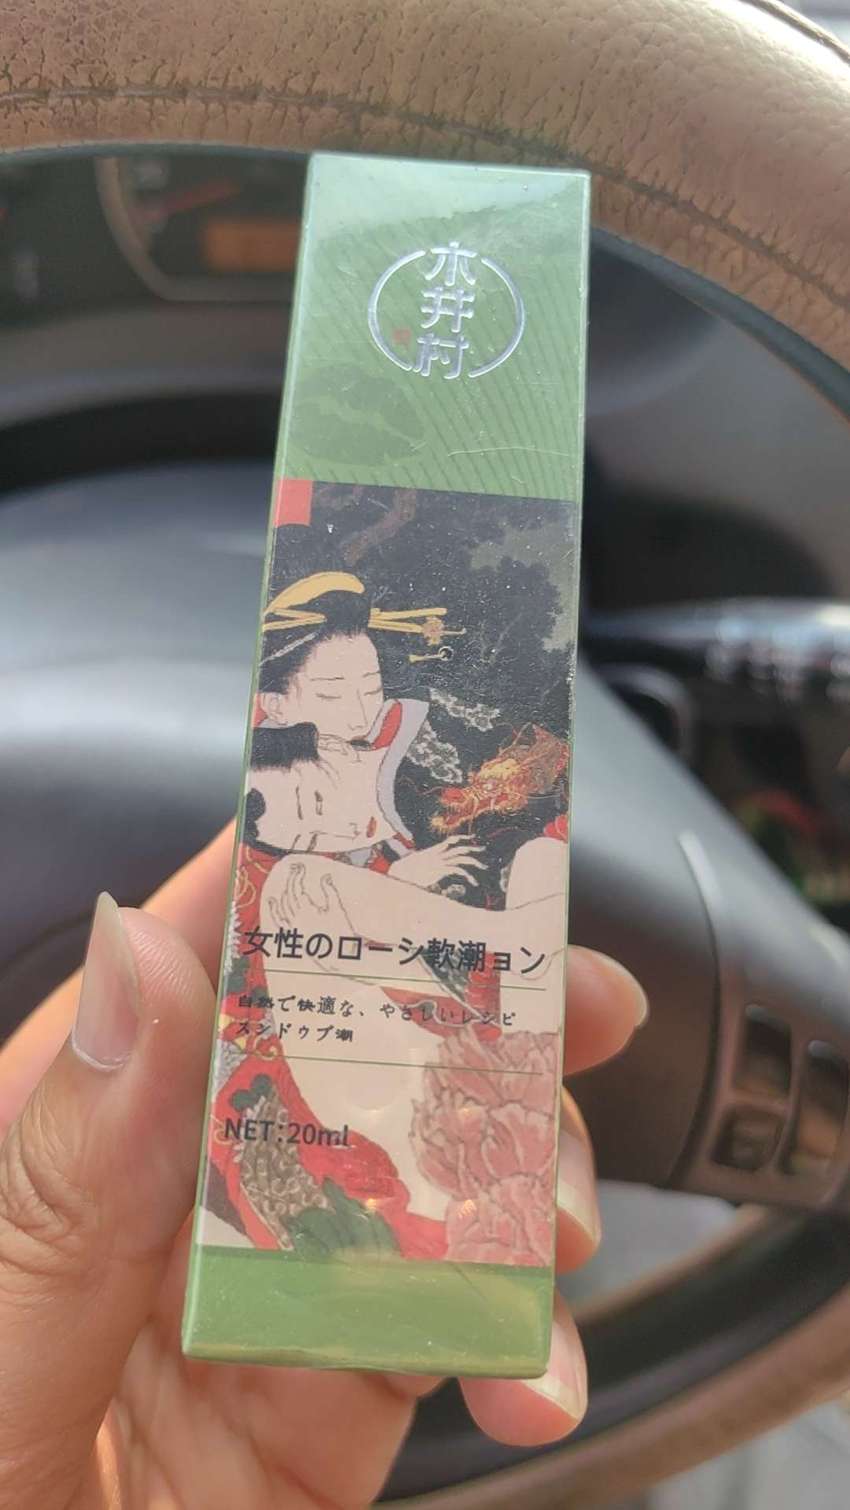 木井村
女性のローシ軟潮ョン
自然で快適な、やさしいレシピ
スンドゥブ潮
NET:20ml